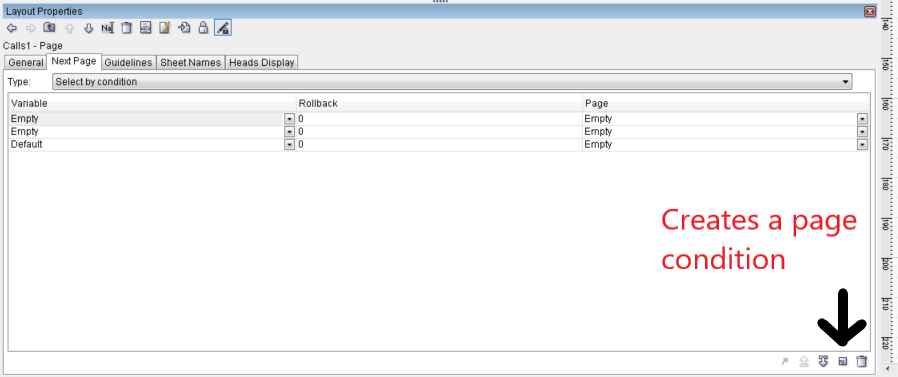 Layout Properties
Calls1 - Page
General Next Page Guidelines Sheet Names Heads Display
Type: Select by condition
Variable Rollback Page
Empty 0 Empty
Empty 0 Empty
Default 0 Empty
Creates a page
condition
140
150
160
170
180
190
200
210
220